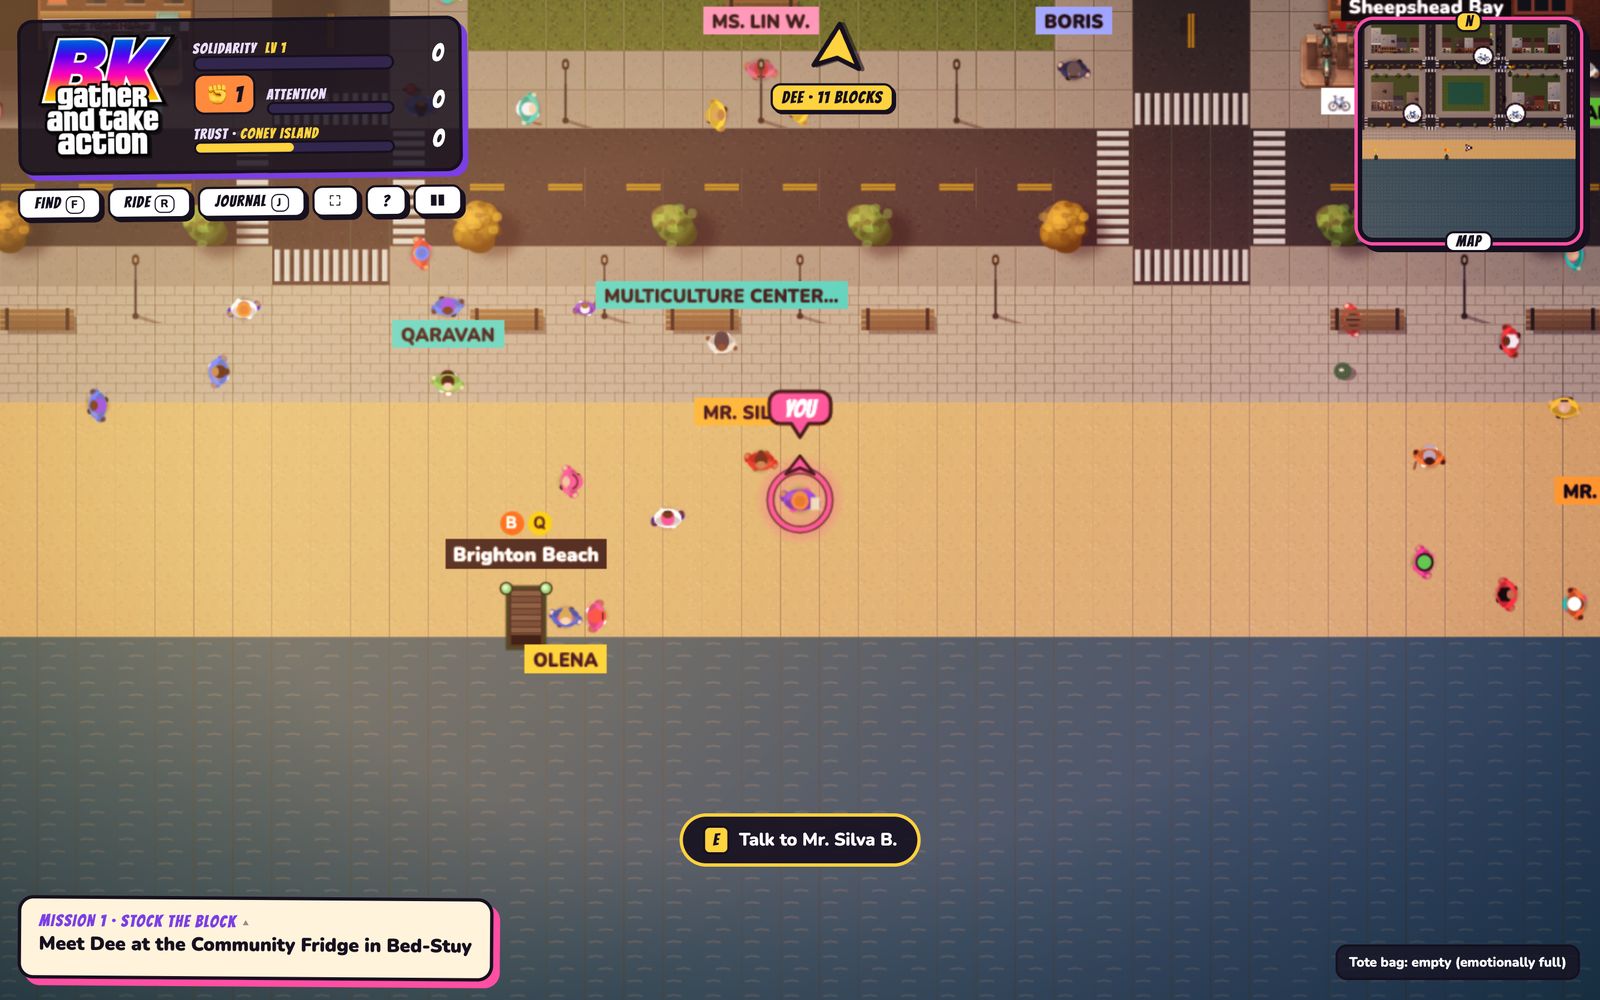 BK
gather
and take
action
SOLIDARITY LV 1
0
1
ATTENTION
0
TRUST · CONEY ISLAND
0
FIND F
RIDE R
JOURNAL J
?
MS. LIN W.
BORIS
DEE · 11 BLOCKS
Sheepshead Bay
N
MAP
MULTICULTURE CENTER...
QARAVAN
MR. SIL
YOU
MR.
B Q
Brighton Beach
OLENA
E Talk to Mr. Silva B.
MISSION 1 · STOCK THE BLOCK
Meet Dee at the Community Fridge in Bed-Stuy
Tote bag: empty (emotionally full)